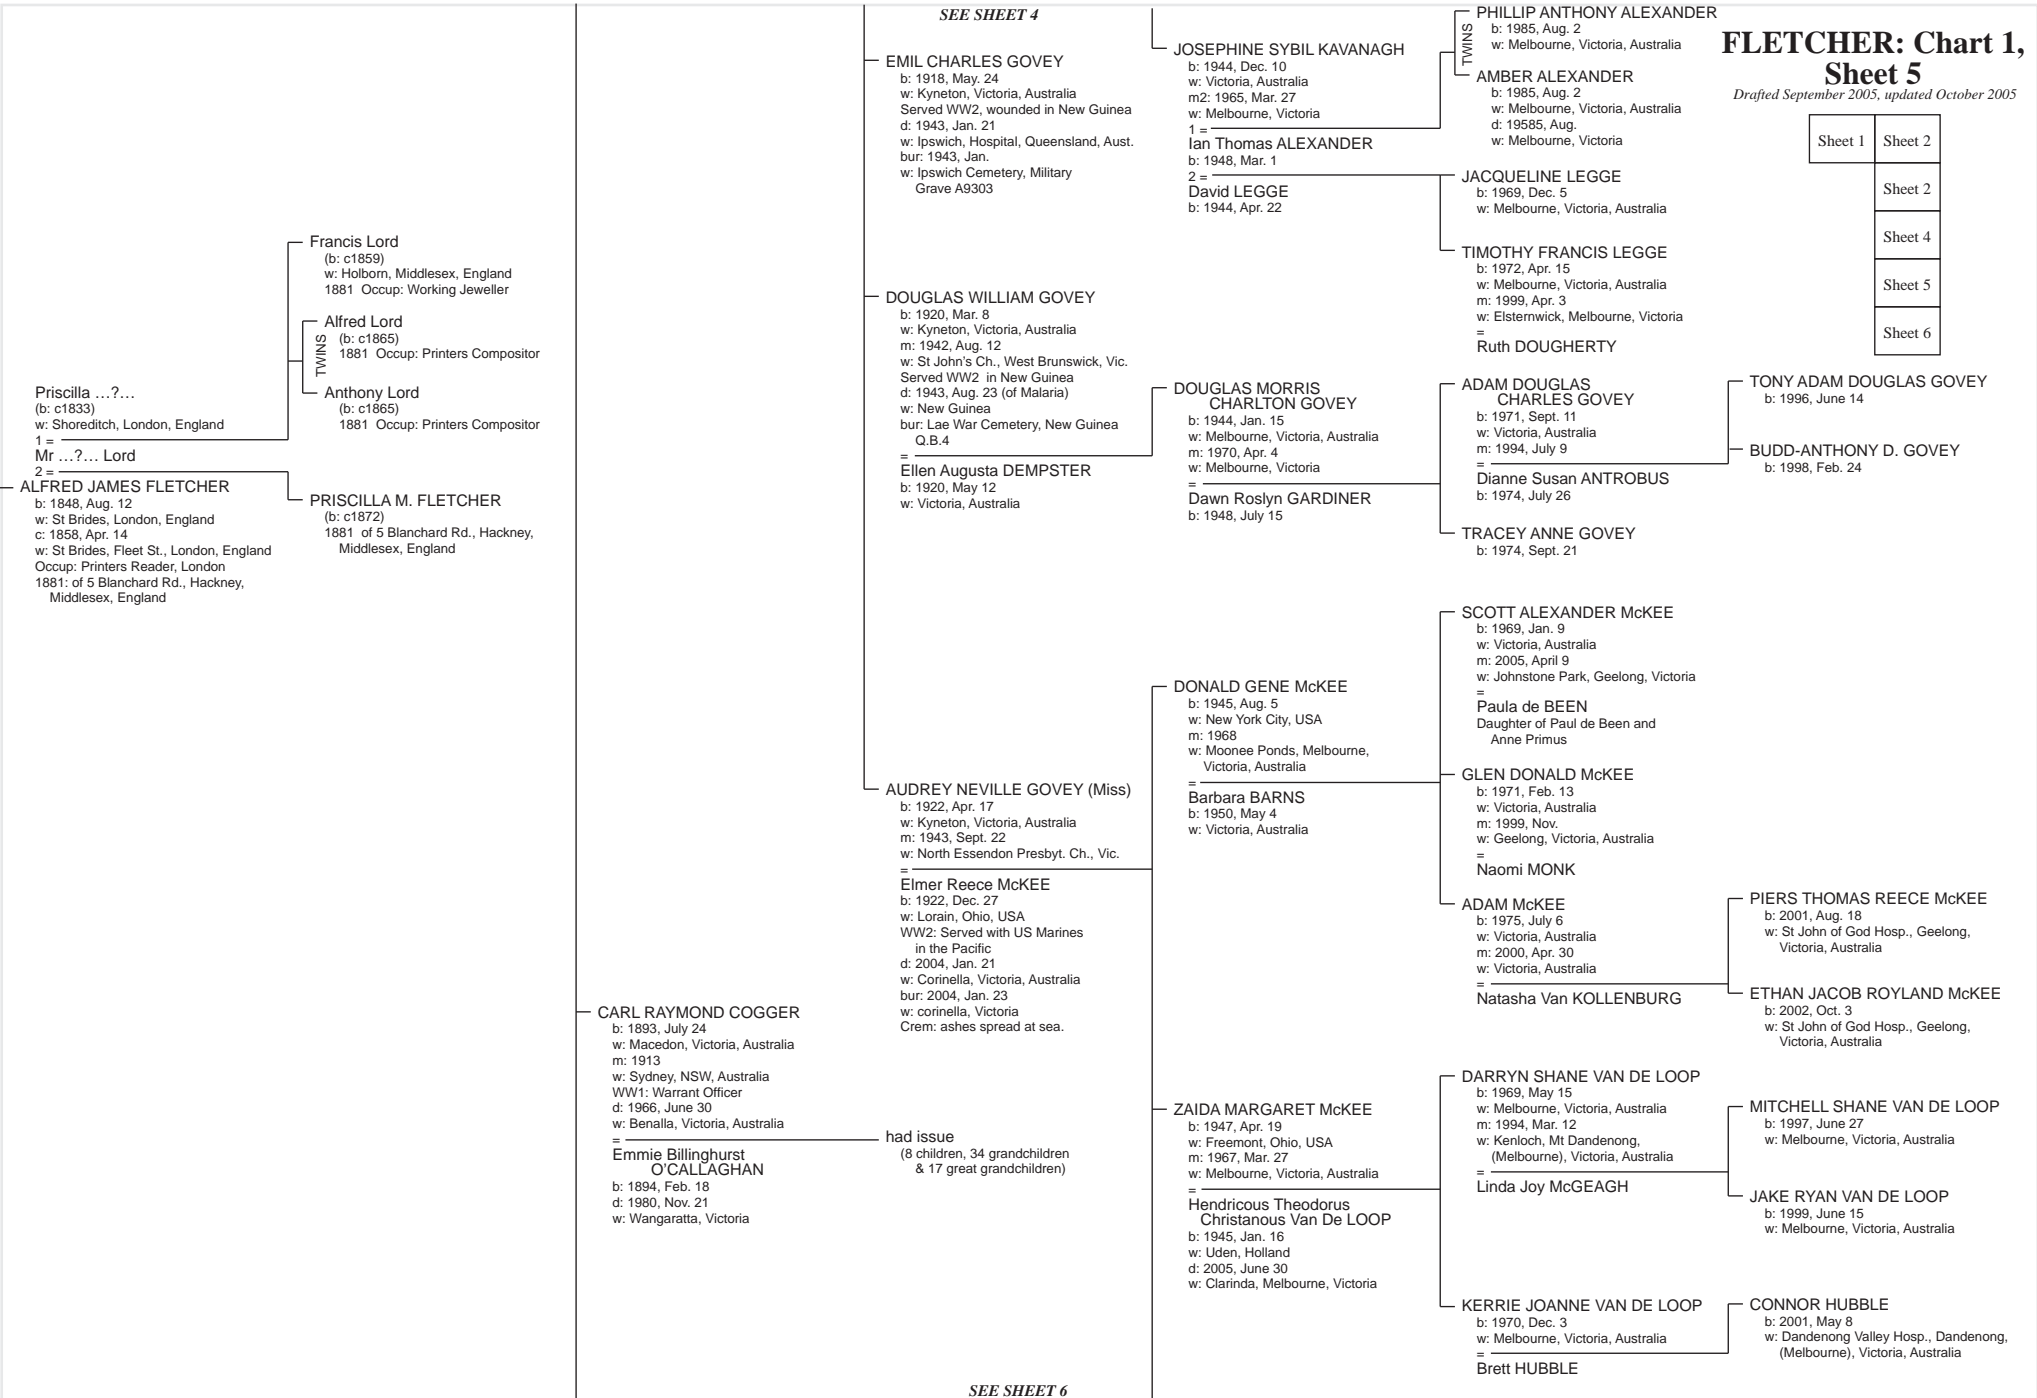 SEE SHEET 4
FLETCHER: Chart 1,
Sheet 5
Drafted September 2005, updated October 2005
Sheet 1
Sheet 2
Sheet 2
Sheet 4
Sheet 5
Sheet 6
Priscilla …?…
(b: c1833)
w: Shoreditch, London, England
1 =
Mr …?… Lord
2 =
ALFRED JAMES FLETCHER
b: 1848, Aug. 12
w: St Brides, London, England
c: 1858, Apr. 14
w: St Brides, Fleet St., London, England
Occup: Printers Reader, London
1881: of 5 Blanchard Rd., Hackney,
Middlesex, England
Francis Lord
(b: c1859)
w: Holborn, Middlesex, England
1881 Occup: Working Jeweller
TWINS
Alfred Lord
(b: c1865)
1881 Occup: Printers Compositor
Anthony Lord
(b: c1865)
1881 Occup: Printers Compositor
PRISCILLA M. FLETCHER
(b: c1872)
1881 of 5 Blanchard Rd., Hackney,
Middlesex, England
CARL RAYMOND COGGER
b: 1893, July 24
w: Macedon, Victoria, Australia
m: 1913
w: Sydney, NSW, Australia
WW1: Warrant Officer
d: 1966, June 30
w: Benalla, Victoria, Australia
=
Emmie Billinghurst
O'CALLAGHAN
b: 1894, Feb. 18
d: 1980, Nov. 21
w: Wangaratta, Victoria
EMIL CHARLES GOVEY
b: 1918, May. 24
w: Kyneton, Victoria, Australia
Served WW2, wounded in New Guinea
d: 1943, Jan. 21
w: Ipswich, Hospital, Queensland, Aust.
bur: 1943, Jan.
w: Ipswich Cemetery, Military
Grave A9303
DOUGLAS WILLIAM GOVEY
b: 1920, Mar. 8
w: Kyneton, Victoria, Australia
m: 1942, Aug. 12
w: St John's Ch., West Brunswick, Vic.
Served WW2 in New Guinea
d: 1943, Aug. 23 (of Malaria)
w: New Guinea
bur: Lae War Cemetery, New Guinea
Q.B.4
=
Ellen Augusta DEMPSTER
b: 1920, May 12
w: Victoria, Australia
AUDREY NEVILLE GOVEY (Miss)
b: 1922, Apr. 17
w: Kyneton, Victoria, Australia
m: 1943, Sept. 22
w: North Essendon Presbyt. Ch., Vic.
=
Elmer Reece McKEE
b: 1922, Dec. 27
w: Lorain, Ohio, USA
WW2: Served with US Marines
in the Pacific
d: 2004, Jan. 21
w: Corinella, Victoria, Australia
bur: 2004, Jan. 23
w: corinella, Victoria
Crem: ashes spread at sea.
had issue
(8 children, 34 grandchildren
& 17 great grandchildren)
JOSEPHINE SYBIL KAVANAGH
b: 1944, Dec. 10
w: Victoria, Australia
m2: 1965, Mar. 27
w: Melbourne, Victoria
1 =
Ian Thomas ALEXANDER
b: 1948, Mar. 1
2 =
David LEGGE
b: 1944, Apr. 22
DOUGLAS MORRIS
CHARLTON GOVEY
b: 1944, Jan. 15
w: Melbourne, Victoria, Australia
m: 1970, Apr. 4
w: Melbourne, Victoria
=
Dawn Roslyn GARDINER
b: 1948, July 15
DONALD GENE McKEE
b: 1945, Aug. 5
w: New York City, USA
m: 1968
w: Moonee Ponds, Melbourne,
Victoria, Australia
=
Barbara BARNS
b: 1950, May 4
w: Victoria, Australia
ZAIDA MARGARET McKEE
b: 1947, Apr. 19
w: Freemont, Ohio, USA
m: 1967, Mar. 27
w: Melbourne, Victoria, Australia
=
Hendricous Theodorus
Christanous Van De LOOP
b: 1945, Jan. 16
w: Uden, Holland
d: 2005, June 30
w: Clarinda, Melbourne, Victoria
TWINS
PHILLIP ANTHONY ALEXANDER
b: 1985, Aug. 2
w: Melbourne, Victoria, Australia
AMBER ALEXANDER
b: 1985, Aug. 2
w: Melbourne, Victoria, Australia
d: 19585, Aug.
w: Melbourne, Victoria
JACQUELINE LEGGE
b: 1969, Dec. 5
w: Melbourne, Victoria, Australia
TIMOTHY FRANCIS LEGGE
b: 1972, Apr. 15
w: Melbourne, Victoria, Australia
m: 1999, Apr. 3
w: Elsternwick, Melbourne, Victoria
=
Ruth DOUGHERTY
ADAM DOUGLAS
CHARLES GOVEY
b: 1971, Sept. 11
w: Victoria, Australia
m: 1994, July 9
=
Dianne Susan ANTROBUS
b: 1974, July 26
TRACEY ANNE GOVEY
b: 1974, Sept. 21
SCOTT ALEXANDER McKEE
b: 1969, Jan. 9
w: Victoria, Australia
m: 2005, April 9
w: Johnstone Park, Geelong, Victoria
=
Paula de BEEN
Daughter of Paul de Been and
Anne Primus
GLEN DONALD McKEE
b: 1971, Feb. 13
w: Victoria, Australia
m: 1999, Nov.
w: Geelong, Victoria, Australia
=
Naomi MONK
ADAM McKEE
b: 1975, July 6
w: Victoria, Australia
m: 2000, Apr. 30
w: Victoria, Australia
=
Natasha Van KOLLENBURG
DARRYN SHANE VAN DE LOOP
b: 1969, May 15
w: Melbourne, Victoria, Australia
m: 1994, Mar. 12
w: Kenloch, Mt Dandenong,
(Melbourne), Victoria, Australia
=
Linda Joy McGEAGH
KERRIE JOANNE VAN DE LOOP
b: 1970, Dec. 3
w: Melbourne, Victoria, Australia
=
Brett HUBBLE
TONY ADAM DOUGLAS GOVEY
b: 1996, June 14
BUDD-ANTHONY D. GOVEY
b: 1998, Feb. 24
PIERS THOMAS REECE McKEE
b: 2001, Aug. 18
w: St John of God Hosp., Geelong,
Victoria, Australia
ETHAN JACOB ROYLAND McKEE
b: 2002, Oct. 3
w: St John of God Hosp., Geelong,
Victoria, Australia
MITCHELL SHANE VAN DE LOOP
b: 1997, June 27
w: Melbourne, Victoria, Australia
JAKE RYAN VAN DE LOOP
b: 1999, June 15
w: Melbourne, Victoria, Australia
CONNOR HUBBLE
b: 2001, May 8
w: Dandenong Valley Hosp., Dandenong,
(Melbourne), Victoria, Australia
SEE SHEET 6